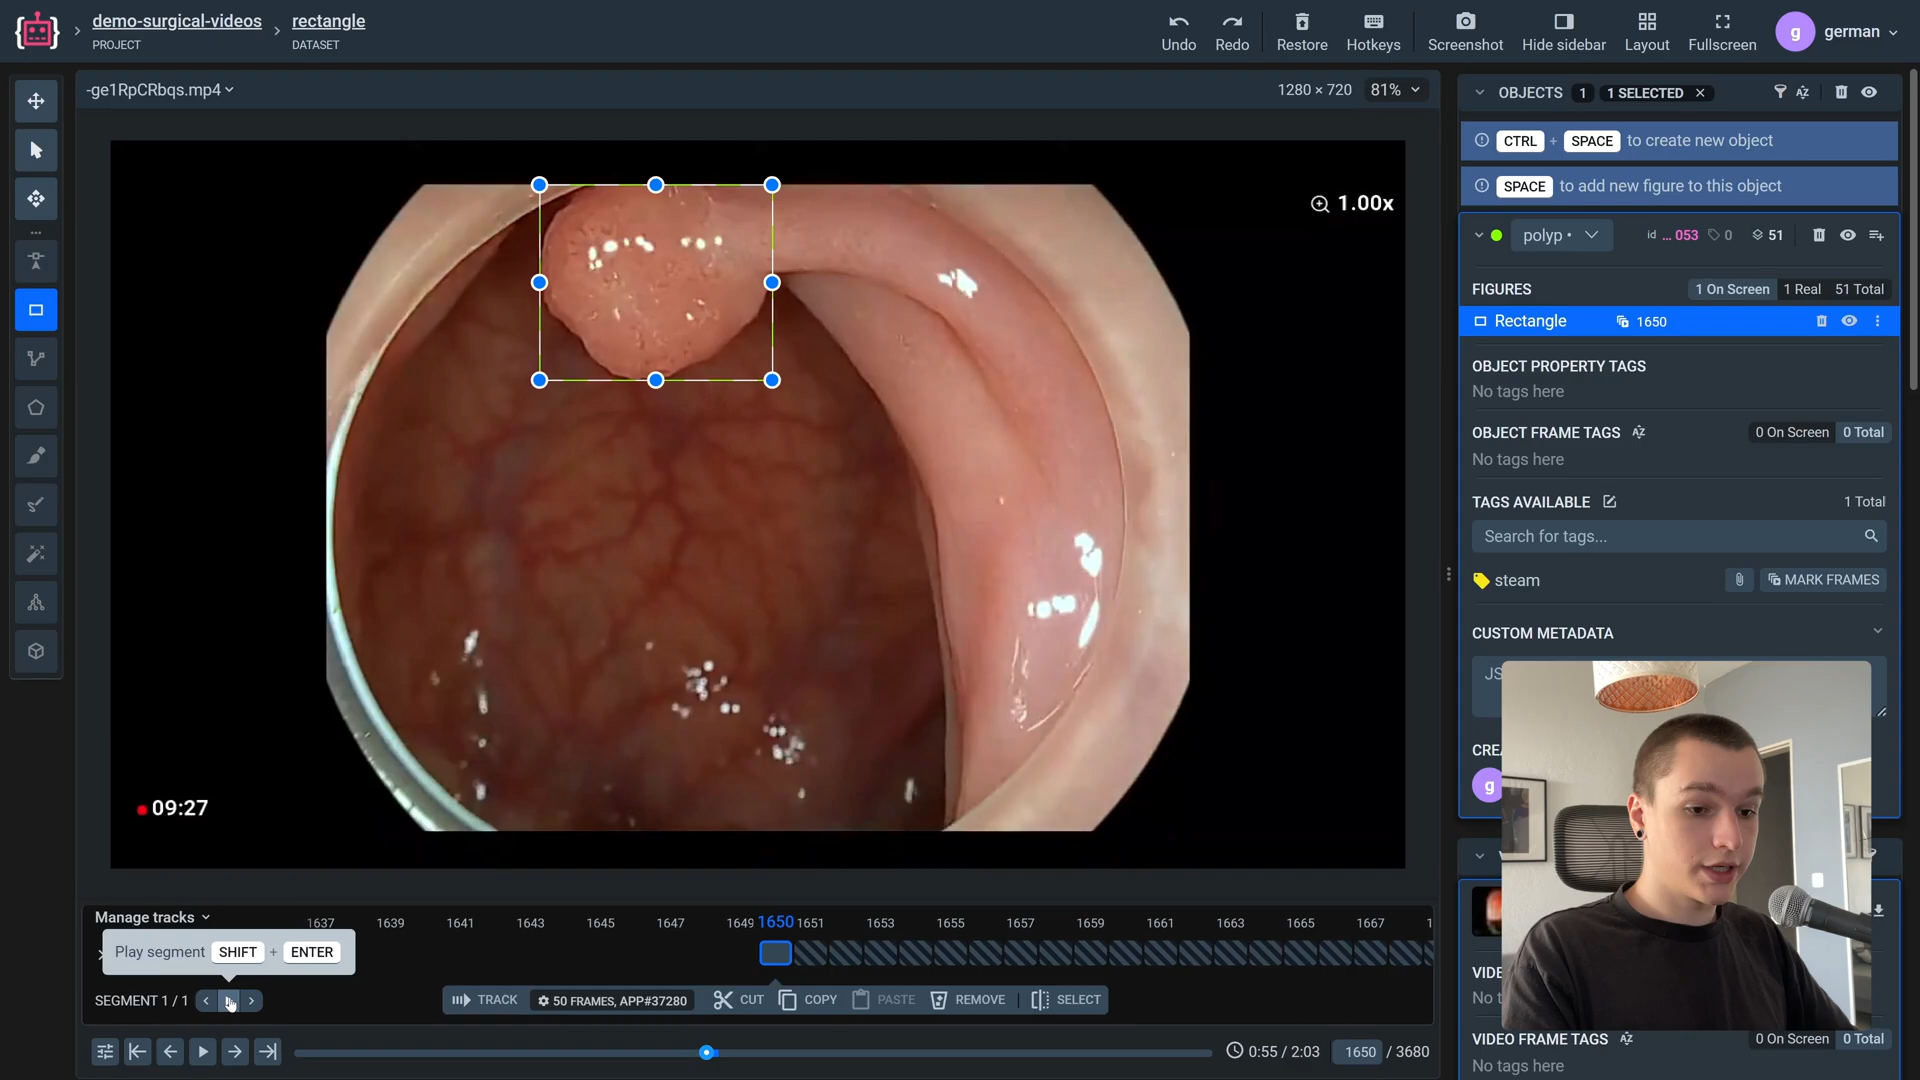 demo-surgical-videos
PROJECT
rectangle
DATASET
Undo
Redo
Restore
Hotkeys
Screenshot
Hide sidebar
Layout
Fullscreen
g
german
-ge1RpCRbqs.mp4
1280 × 720
81%
1.00x
09:27
OBJECTS 1 1 SELECTED
CTRL + SPACE to create new object
SPACE to add new figure to this object
polyp • id ... 053 0 51
FIGURES 1 On Screen 1 Real 51 Total
Rectangle 1650
OBJECT PROPERTY TAGS
No tags here
OBJECT FRAME TAGS 0 On Screen 0 Total
No tags here
TAGS AVAILABLE 1 Total
Search for tags...
steam MARK FRAMES
CUSTOM METADATA
JS
CREA
g
VIDE
No t
VIDEO FRAME TAGS 0 On Screen 0 Total
No tags here
Manage tracks
1637 1639 1641 1643 1645 1647 1649 1650 1651 1653 1655 1657 1659 1661 1663 1665 1667 1
Play segment SHIFT + ENTER
SEGMENT 1 / 1
TRACK 50 FRAMES, APP#37280 CUT COPY PASTE REMOVE SELECT
0:55 / 2:03 1650 / 3680